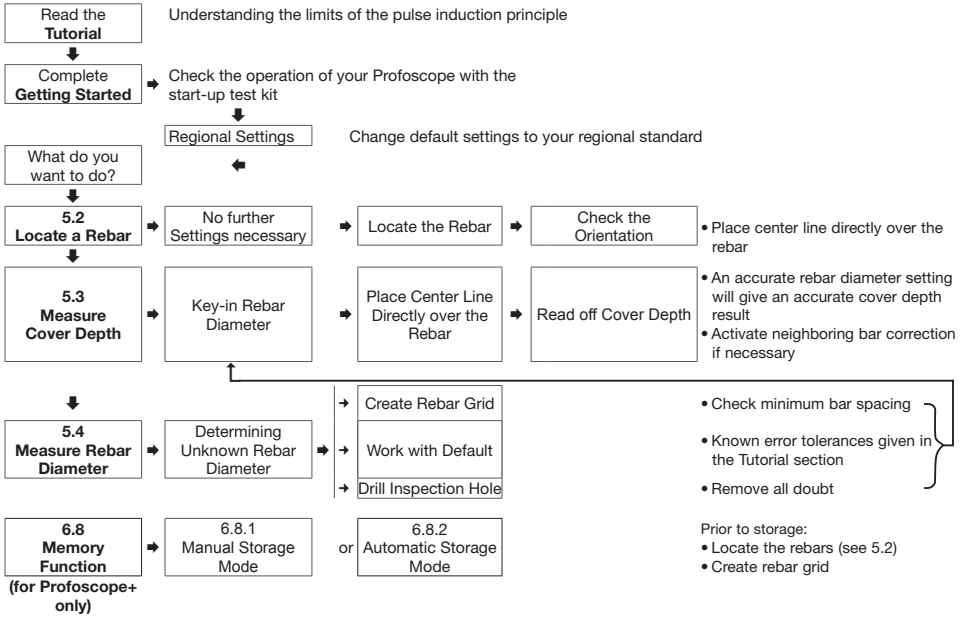 Read the
Tutorial
Understanding the limits of the pulse induction principle
Complete
Getting Started
Check the operation of your Profoscope with the
start-up test kit
Regional Settings
Change default settings to your regional standard
What do you
want to do?
5.2
Locate a Rebar
No further
Settings necessary
Locate the Rebar
Check the
Orientation
• Place center line directly over the
rebar
5.3
Measure
Cover Depth
Key-in Rebar
Diameter
Place Center Line
Directly over the
Rebar
Read off Cover Depth
• An accurate rebar diameter setting
will give an accurate cover depth
result
• Activate neighboring bar correction
if necessary
5.4
Measure Rebar
Diameter
Determining
Unknown Rebar
Diameter
Create Rebar Grid
Work with Default
Drill Inspection Hole
• Check minimum bar spacing
• Known error tolerances given in
the Tutorial section
• Remove all doubt
6.8
Memory
Function
(for Profoscope+
only)
6.8.1
Manual Storage
Mode
or
6.8.2
Automatic Storage
Mode
Prior to storage:
• Locate the rebars (see 5.2)
• Create rebar grid